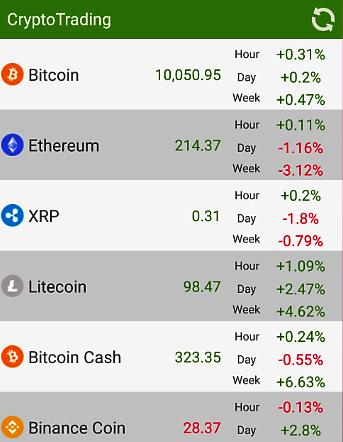 CryptoTrading
Hour +0.31%
Bitcoin 10,050.95 Day +0.2%
Week +0.47%
Hour +0.11%
Ethereum 214.37 Day -1.16%
Week -3.12%
Hour +0.2%
XRP 0.31 Day -1.8%
Week -0.79%
Hour +1.09%
Litecoin 98.47 Day +2.47%
Week +4.62%
Hour +0.24%
Bitcoin Cash 323.35 Day -0.55%
Week +6.63%
Hour -0.13%
Binance Coin 28.37 Day +2.8%